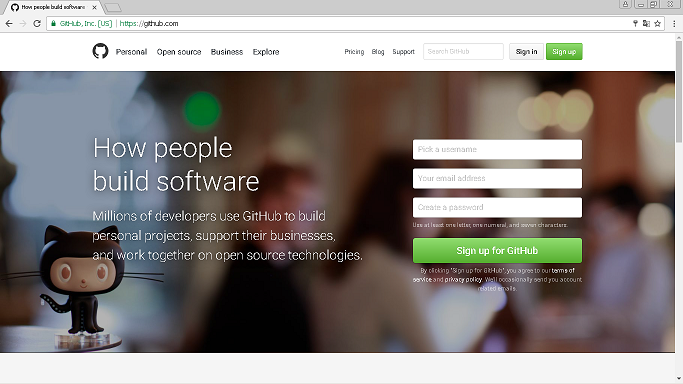 How people build software
GitHub, Inc. [US] | https://github.com
Personal Open source Business Explore Pricing Blog Support Search GitHub Sign in Sign up
How people
build software
Millions of developers use GitHub to build
personal projects, support their businesses,
and work together on open source technologies.
Pick a username
Your email address
Create a password
Use at least one letter, one numeral, and seven characters.
Sign up for GitHub
By clicking "Sign up for GitHub", you agree to our terms of
service and privacy policy. We'll occasionally send you account
related emails.